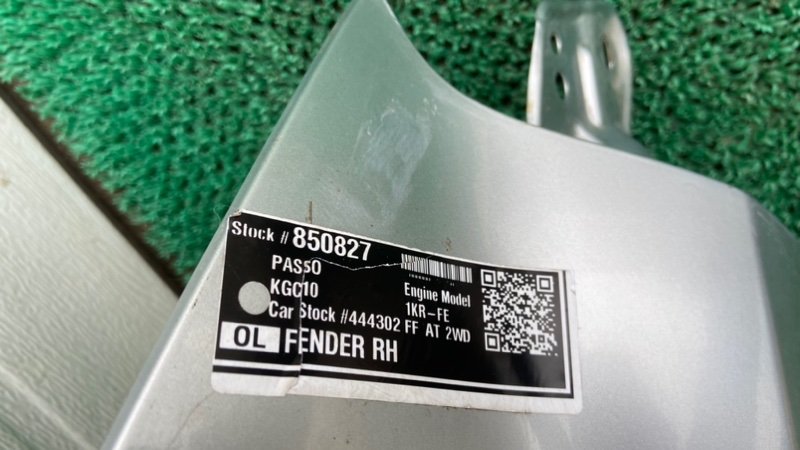 Stock # 850827
PASSO
KGC10
Engine Model
1KR-FE
Car Stock #444302 FF AT 2WD
OL FENDER RH